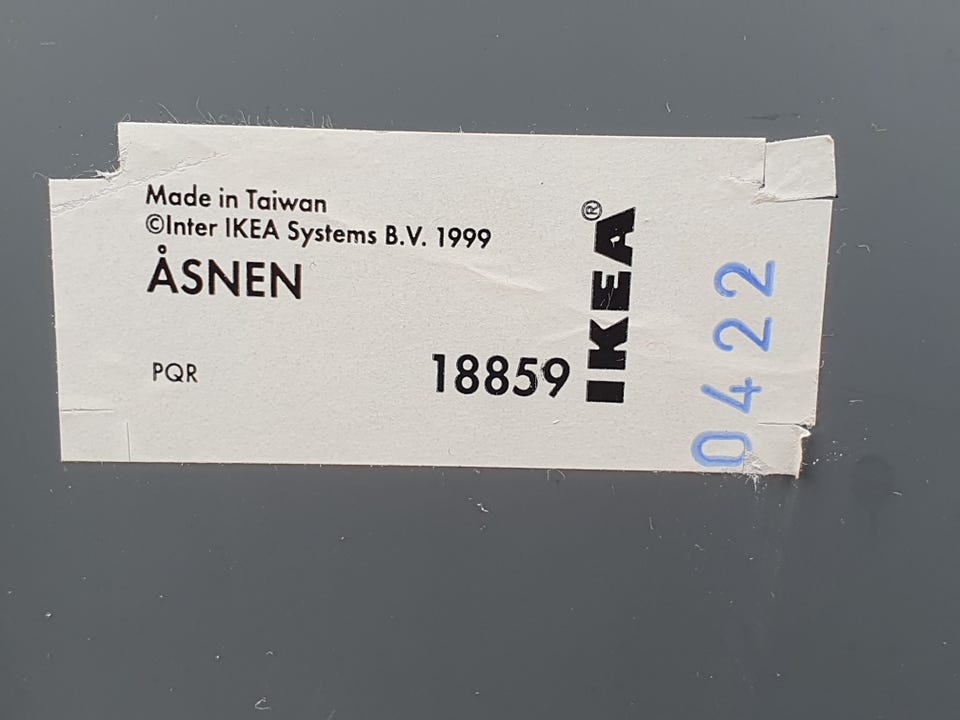 Made in Taiwan
©Inter IKEA Systems B.V. 1999
ÅSNEN
PQR
18859
IKEA®
0422